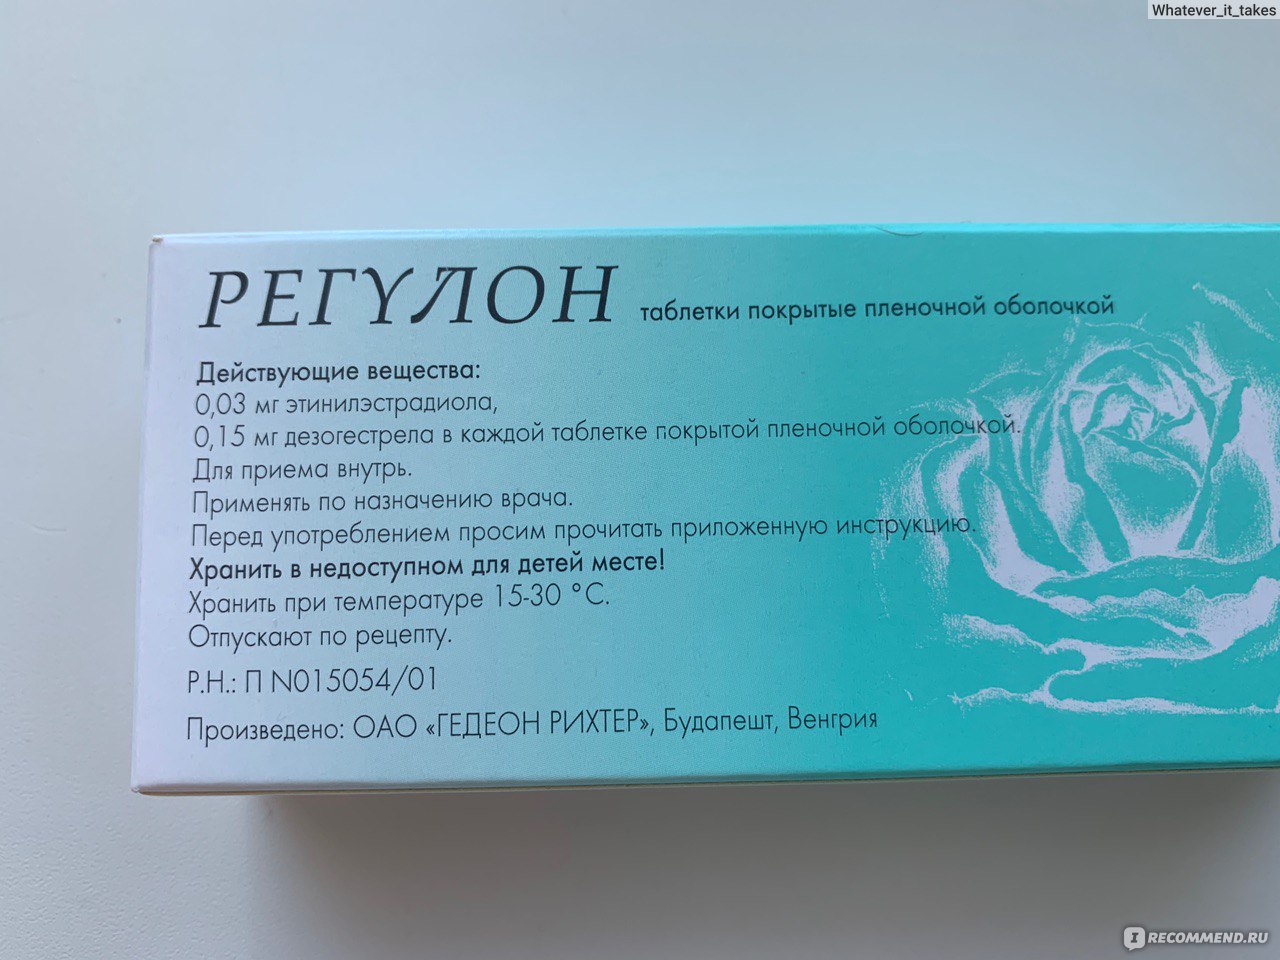 Whatever_it_takes
РЕГУЛОН таблетки покрытые пленочной оболочкой
Действующие вещества:
0,03 мг этинилэстрадиола,
0,15 мг дезогестрела в каждой таблетке покрытой пленочной оболочкой.
Для приема внутрь.
Применять по назначению врача.
Перед употреблением просим прочитать приложенную инструкцию.
Хранить в недоступном для детей месте!
Хранить при температуре 15-30 °C.
Отпускают по рецепту.
Р.Н.: П N015054/01
Произведено: ОАО «ГЕДЕОН РИХТЕР», Будапешт, Венгрия
IRECOMMEND.RU